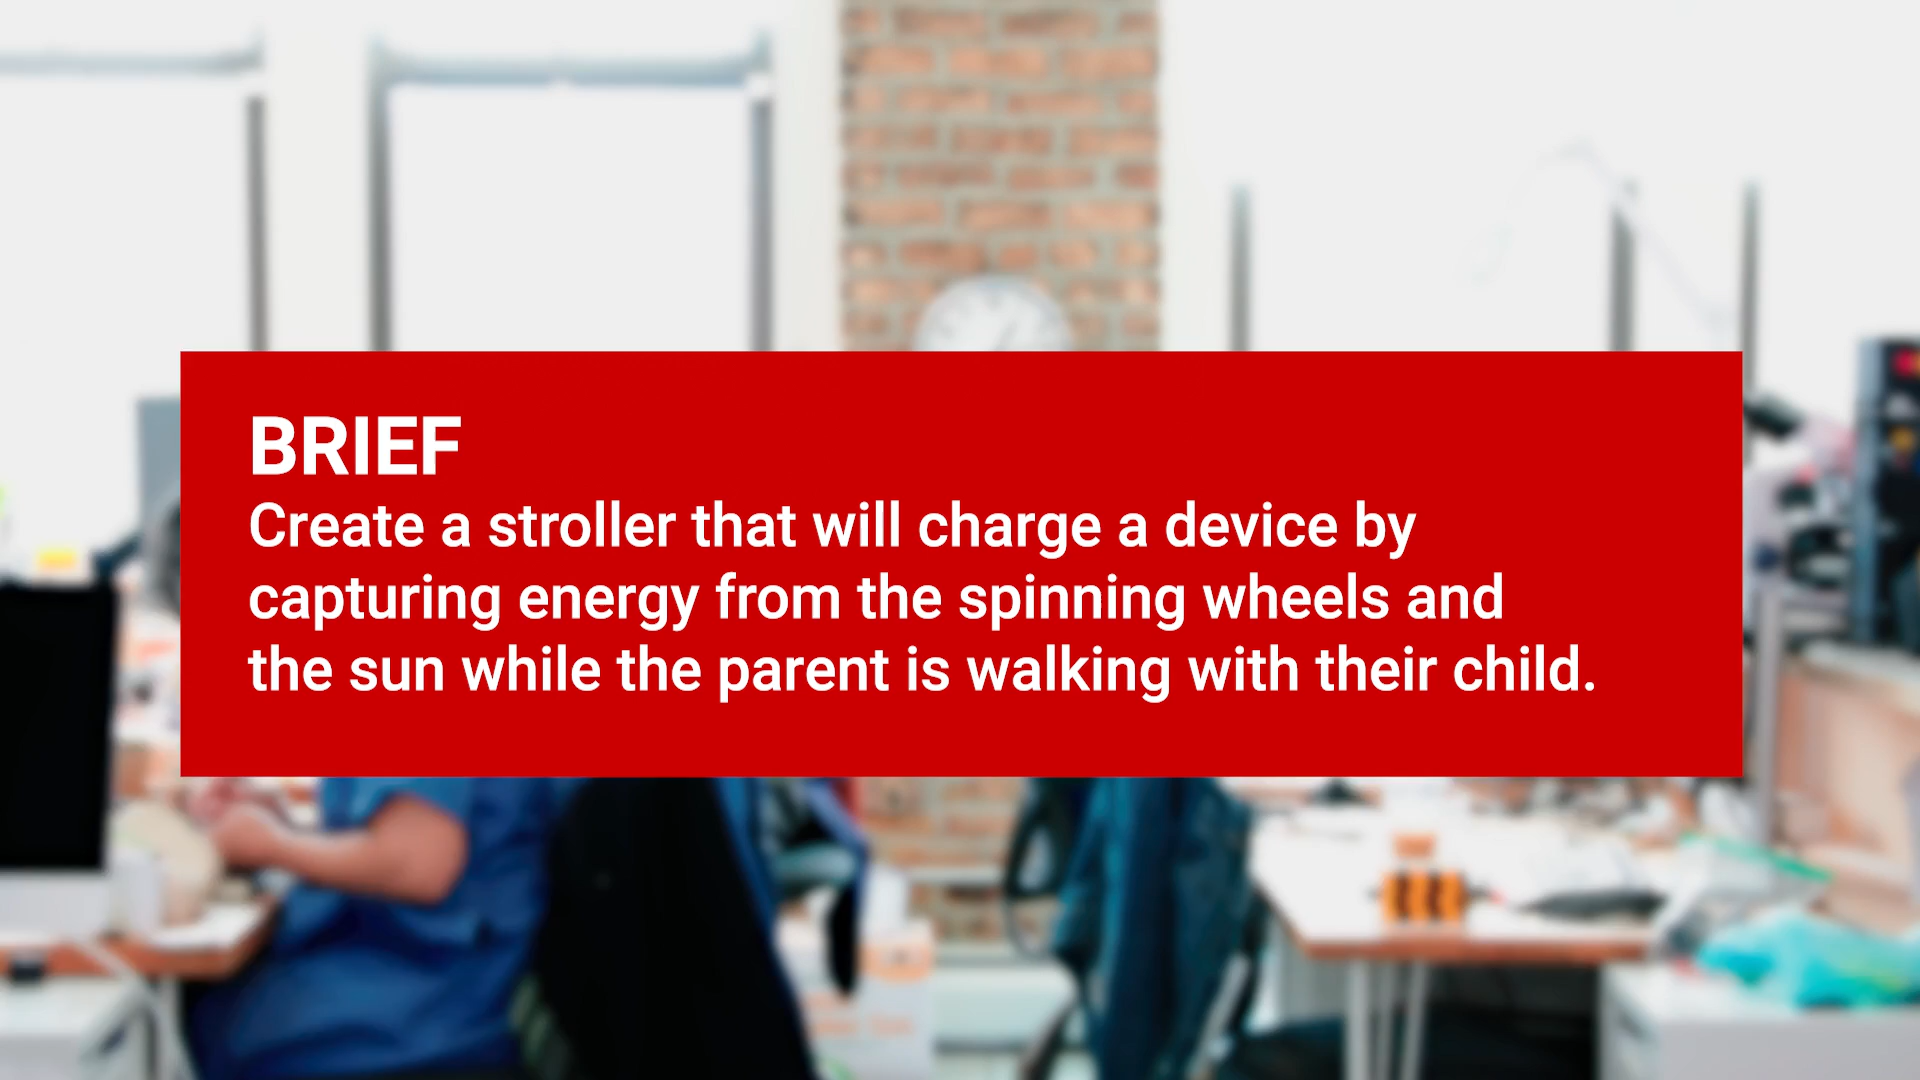 BRIEF
Create a stroller that will charge a device by
capturing energy from the spinning wheels and
the sun while the parent is walking with their child.